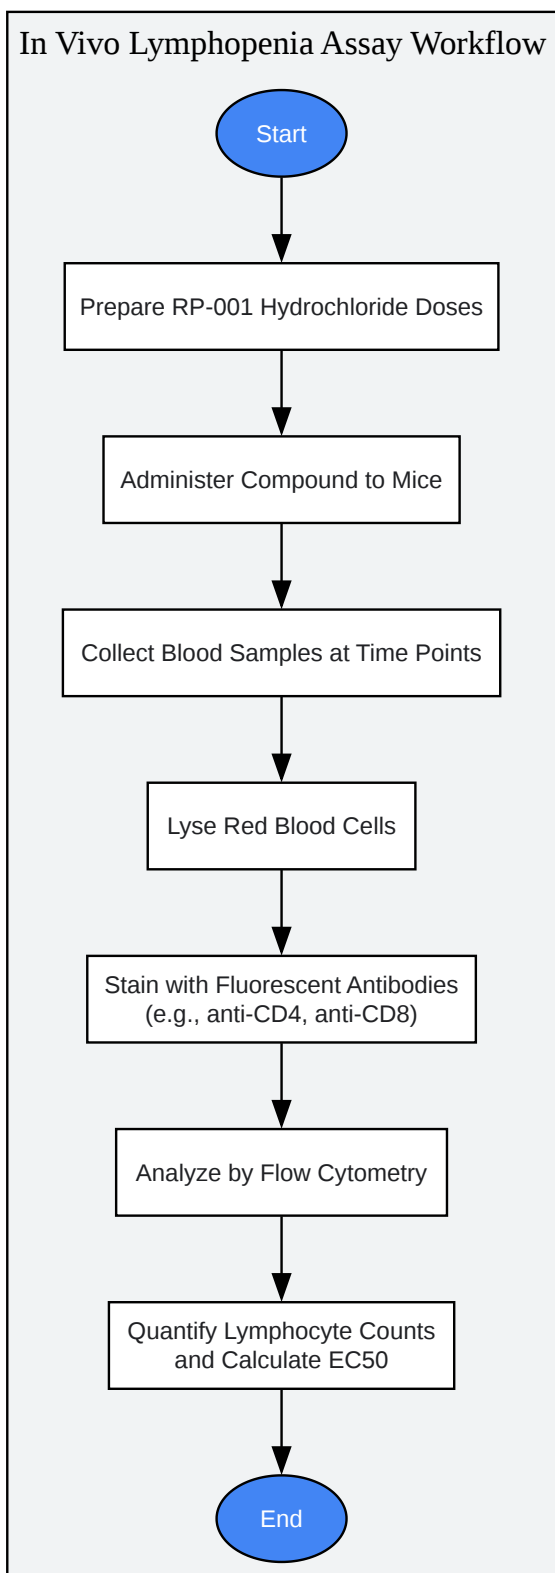 In Vivo Lymphopenia Assay Workflow
Start
Prepare RP-001 Hydrochloride Doses
Administer Compound to Mice
Collect Blood Samples at Time Points
Lyse Red Blood Cells
Stain with Fluorescent Antibodies
(e.g., anti-CD4, anti-CD8)
Analyze by Flow Cytometry
Quantify Lymphocyte Counts
and Calculate EC50
End